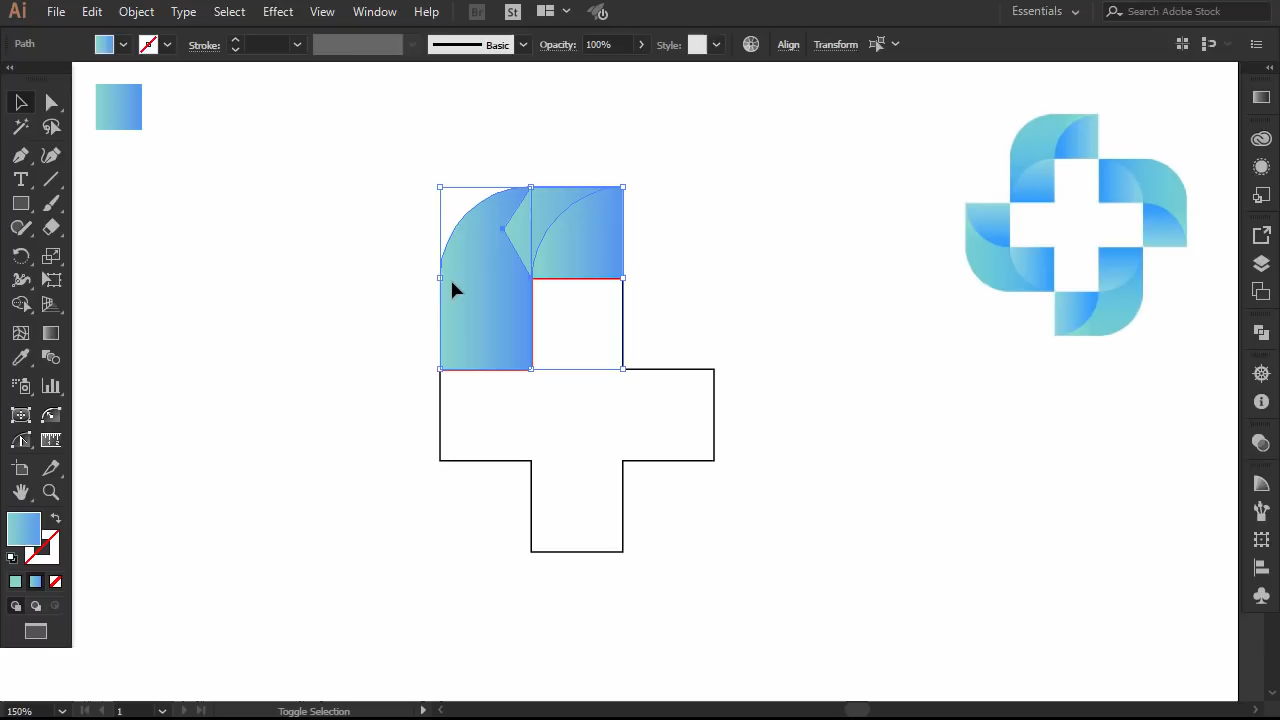 Ai File Edit Object Type Select Effect View Window Help Br St Essentials Search Adobe Stock
Path Stroke: Basic Opacity: 100% Style: Align Transform
T
150% 1 Toggle Selection